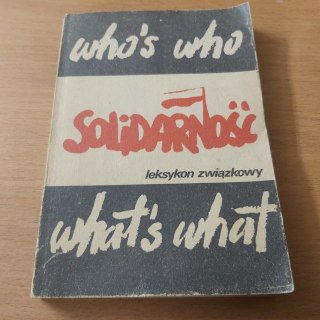 who's who
SOLiDARNOŚĆ
leksykon związkowy
what's what